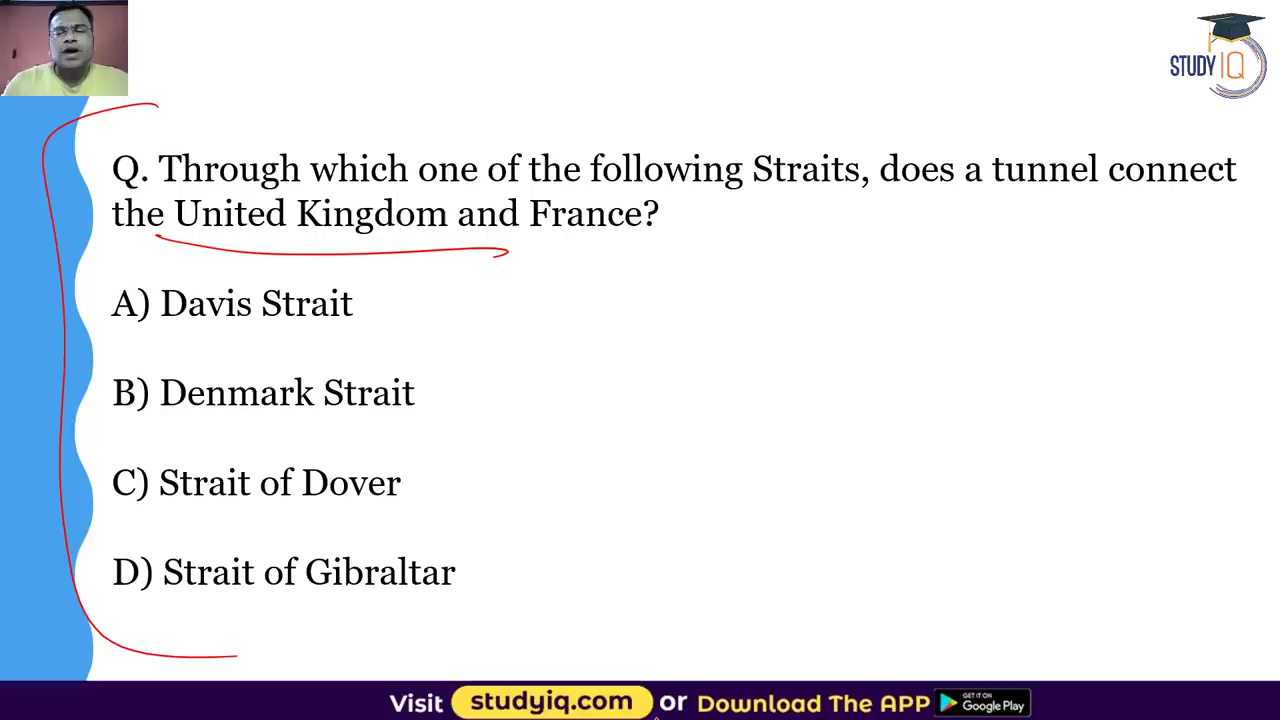 STUDY IQ
Q. Through which one of the following Straits, does a tunnel connect
the United Kingdom and France?
A) Davis Strait
B) Denmark Strait
C) Strait of Dover
D) Strait of Gibraltar
Visit studyiq.com or Download The APP GET IT ON Google Play